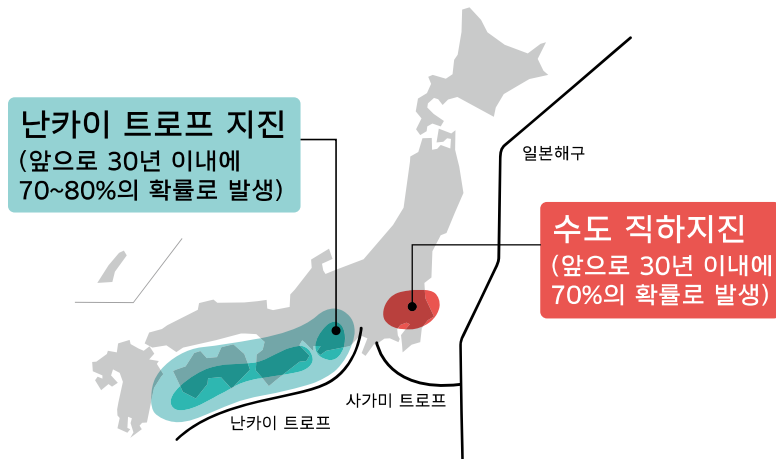 난카이 트로프 지진
(앞으로 30년 이내에
70~80%의 확률로 발생)
일본해구
수도 직하지진
(앞으로 30년 이내에
70%의 확률로 발생)
사가미 트로프
난카이 트로프